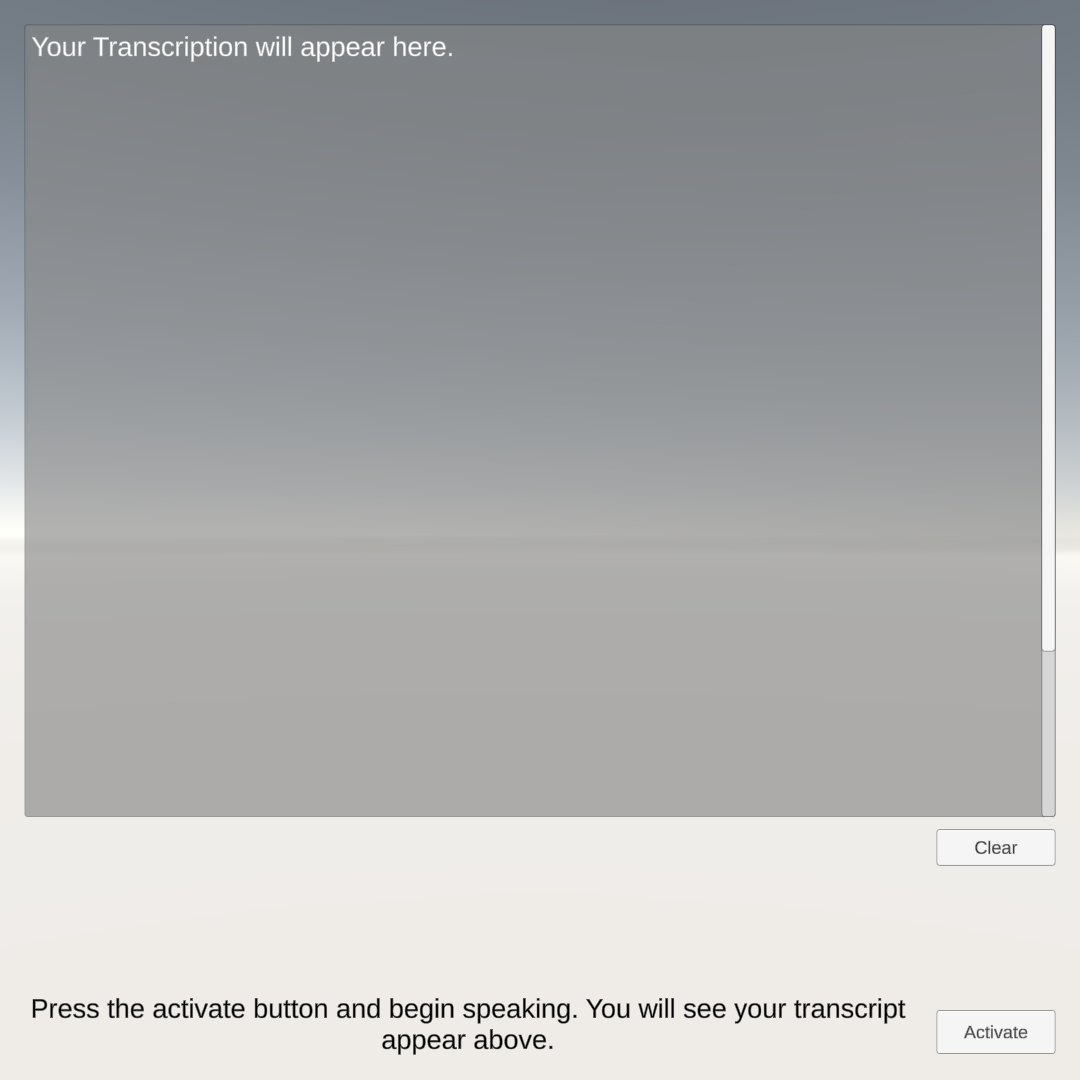 Your Transcription will appear here.
Clear
Press the activate button and begin speaking. You will see your transcript
appear above.
Activate